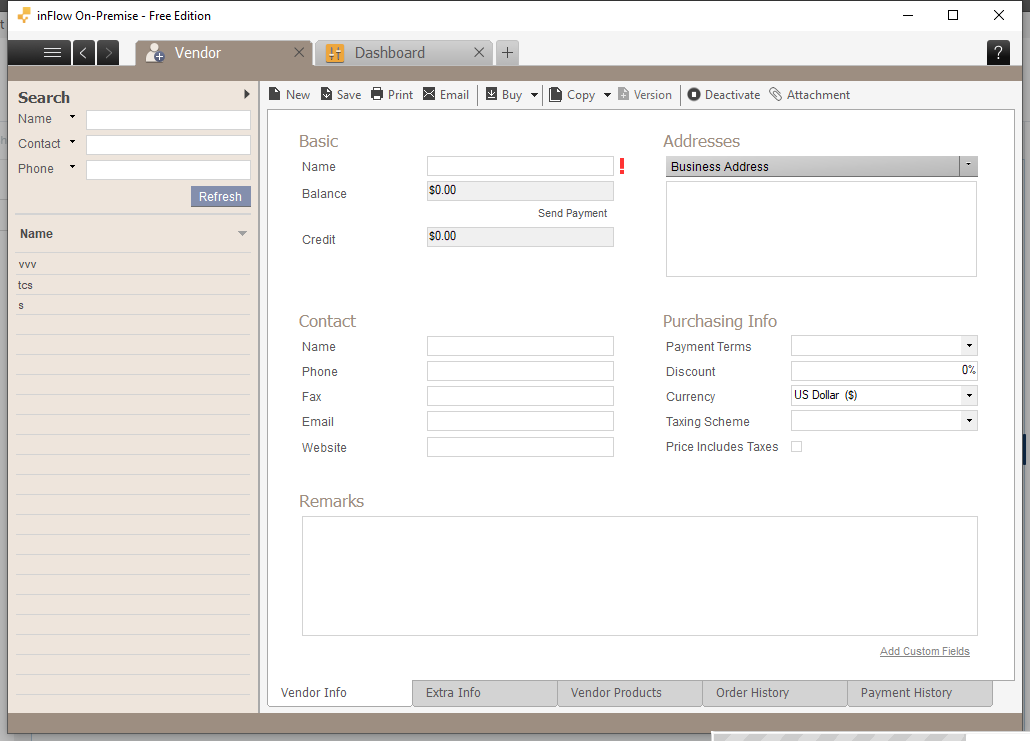 inFlow On-Premise - Free Edition
Vendor
Dashboard
?
Search
Name
Contact
Phone
Refresh
Name
vvv
tcs
s
New Save Print Email Buy Copy Version Deactivate Attachment
Basic
Name !
Balance $0.00
Send Payment
Credit $0.00
Addresses
Business Address
Contact
Name
Phone
Fax
Email
Website
Purchasing Info
Payment Terms
Discount 0%
Currency US Dollar ($)
Taxing Scheme
Price Includes Taxes
Remarks
Add Custom Fields
Vendor Info Extra Info Vendor Products Order History Payment History